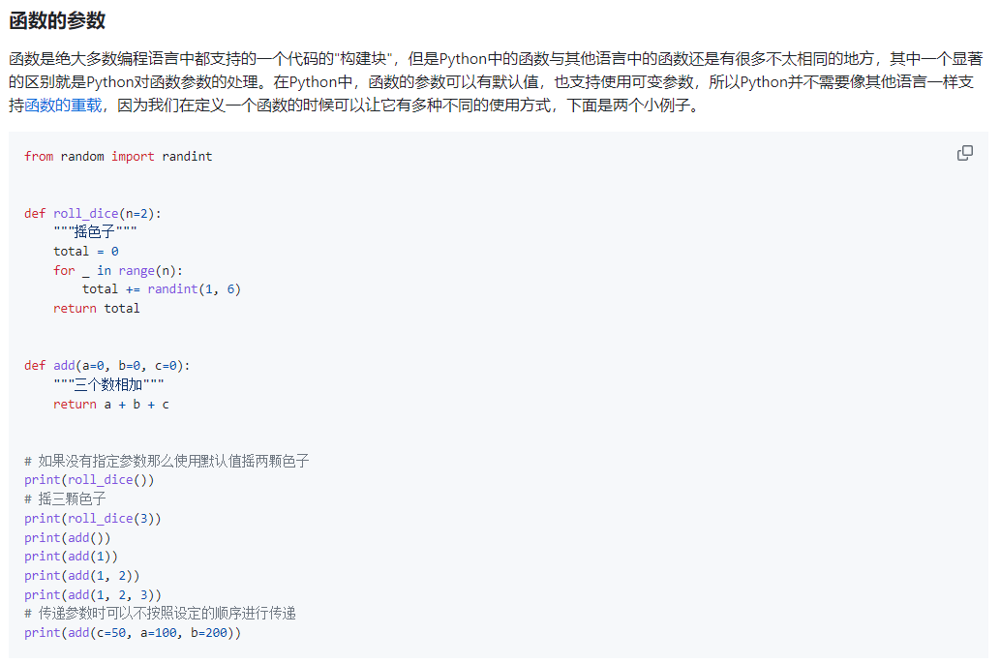 函数的参数
函数是绝大多数编程语言中都支持的一个代码的"构建块"，但是Python中的函数与其他语言中的函数还是有很多不太相同的地方，其中一个显著
的区别就是Python对函数参数的处理。在Python中，函数的参数可以有默认值，也支持使用可变参数，所以Python并不需要像其他语言一样支
持函数的重载，因为我们在定义一个函数的时候可以让它有多种不同的使用方式，下面是两个小例子。
from random import randint
def roll_dice(n=2):
    """摇色子"""
    total = 0
    for _ in range(n):
        total += randint(1, 6)
    return total
def add(a=0, b=0, c=0):
    """三个数相加"""
    return a + b + c
# 如果没有指定参数那么使用默认值摇两颗色子
print(roll_dice())
# 摇三颗色子
print(roll_dice(3))
print(add())
print(add(1))
print(add(1, 2))
print(add(1, 2, 3))
# 传递参数时可以不按照设定的顺序进行传递
print(add(c=50, a=100, b=200))